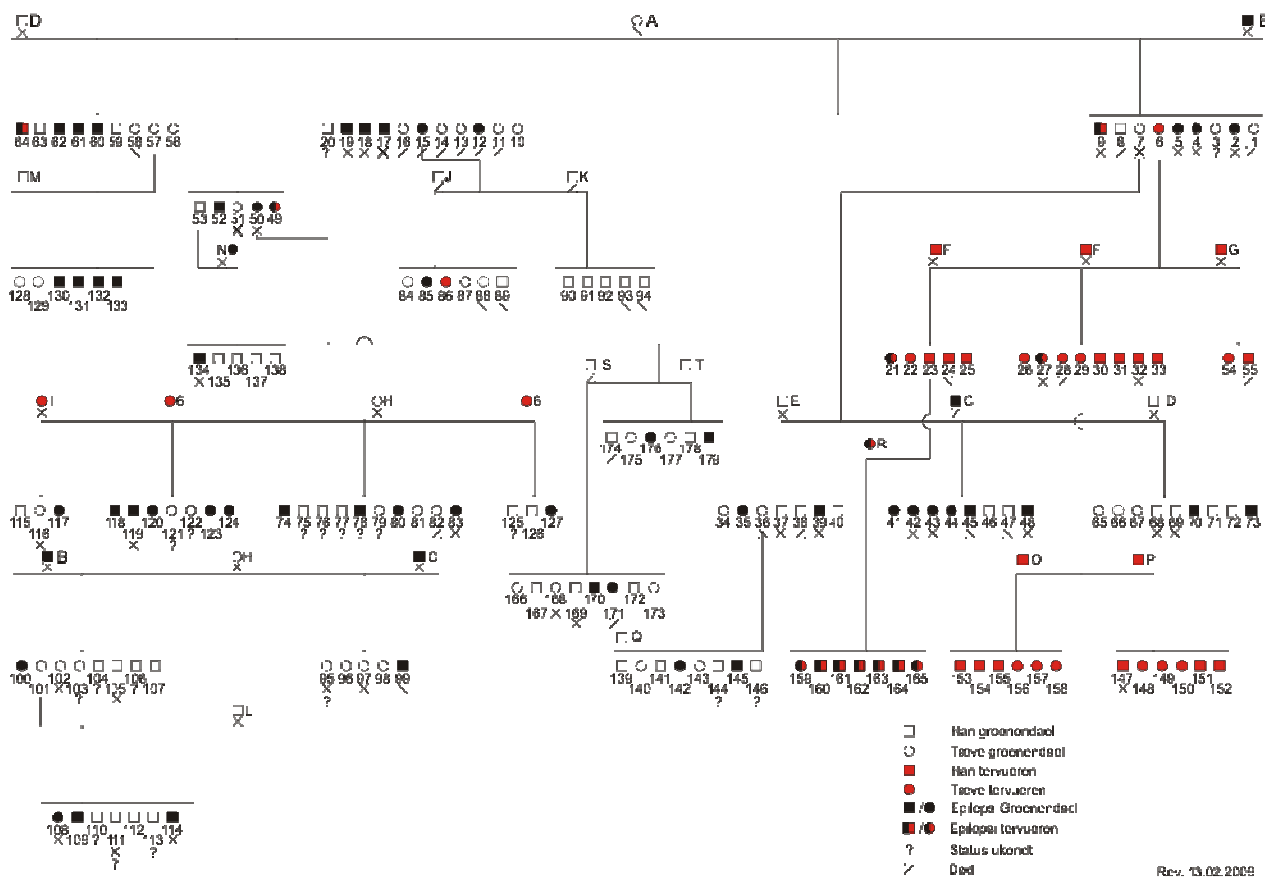 D A B
64 63 62 61 60 59 58 57 56 20 19 18 17 16 15 14 13 12 11 10 9 8 7 6 5 4 3 2 1
? ?
M J K
53 52 51 50 49
N F F G
128 130 132 84 85 86 87 88 89 90 91 92 93 94
129 131 133
134 136 138 S T 21 22 23 24 25 26 27 28 29 30 31 32 33 54 55
135 137
I 6 H 6 E C D
174 176 178 R
175 177 179
115 117 118 120 122 124 74 75 76 77 78 79 80 81 82 83 125 127 34 35 36 37 38 39 40 41 42 43 44 45 46 47 48 65 66 67 68 69 70 71 72 73
116 119 121 ? 123 ? ? ? ? ? ? 126
?
B H C O P
166 168 170 172
167 169 171 173
Q
100 102 104 106 95 96 97 98 99 139 141 143 145 159 161 163 165 153 155 157 147 149 151
101 103 ? 105 107 ? 140 142 144 146 160 162 164 154 156 158 148 150 152
? ? ?
L
Han groenendael
Tæve groenendael
Han tervueren
Tæve tervueren
/ Epilepsi Groenendael
/ Epilepsi tervueren
? Status ukendt
Død
108 110 112 114
109 ? 111 113
? ?
Rev. 13.02.2009